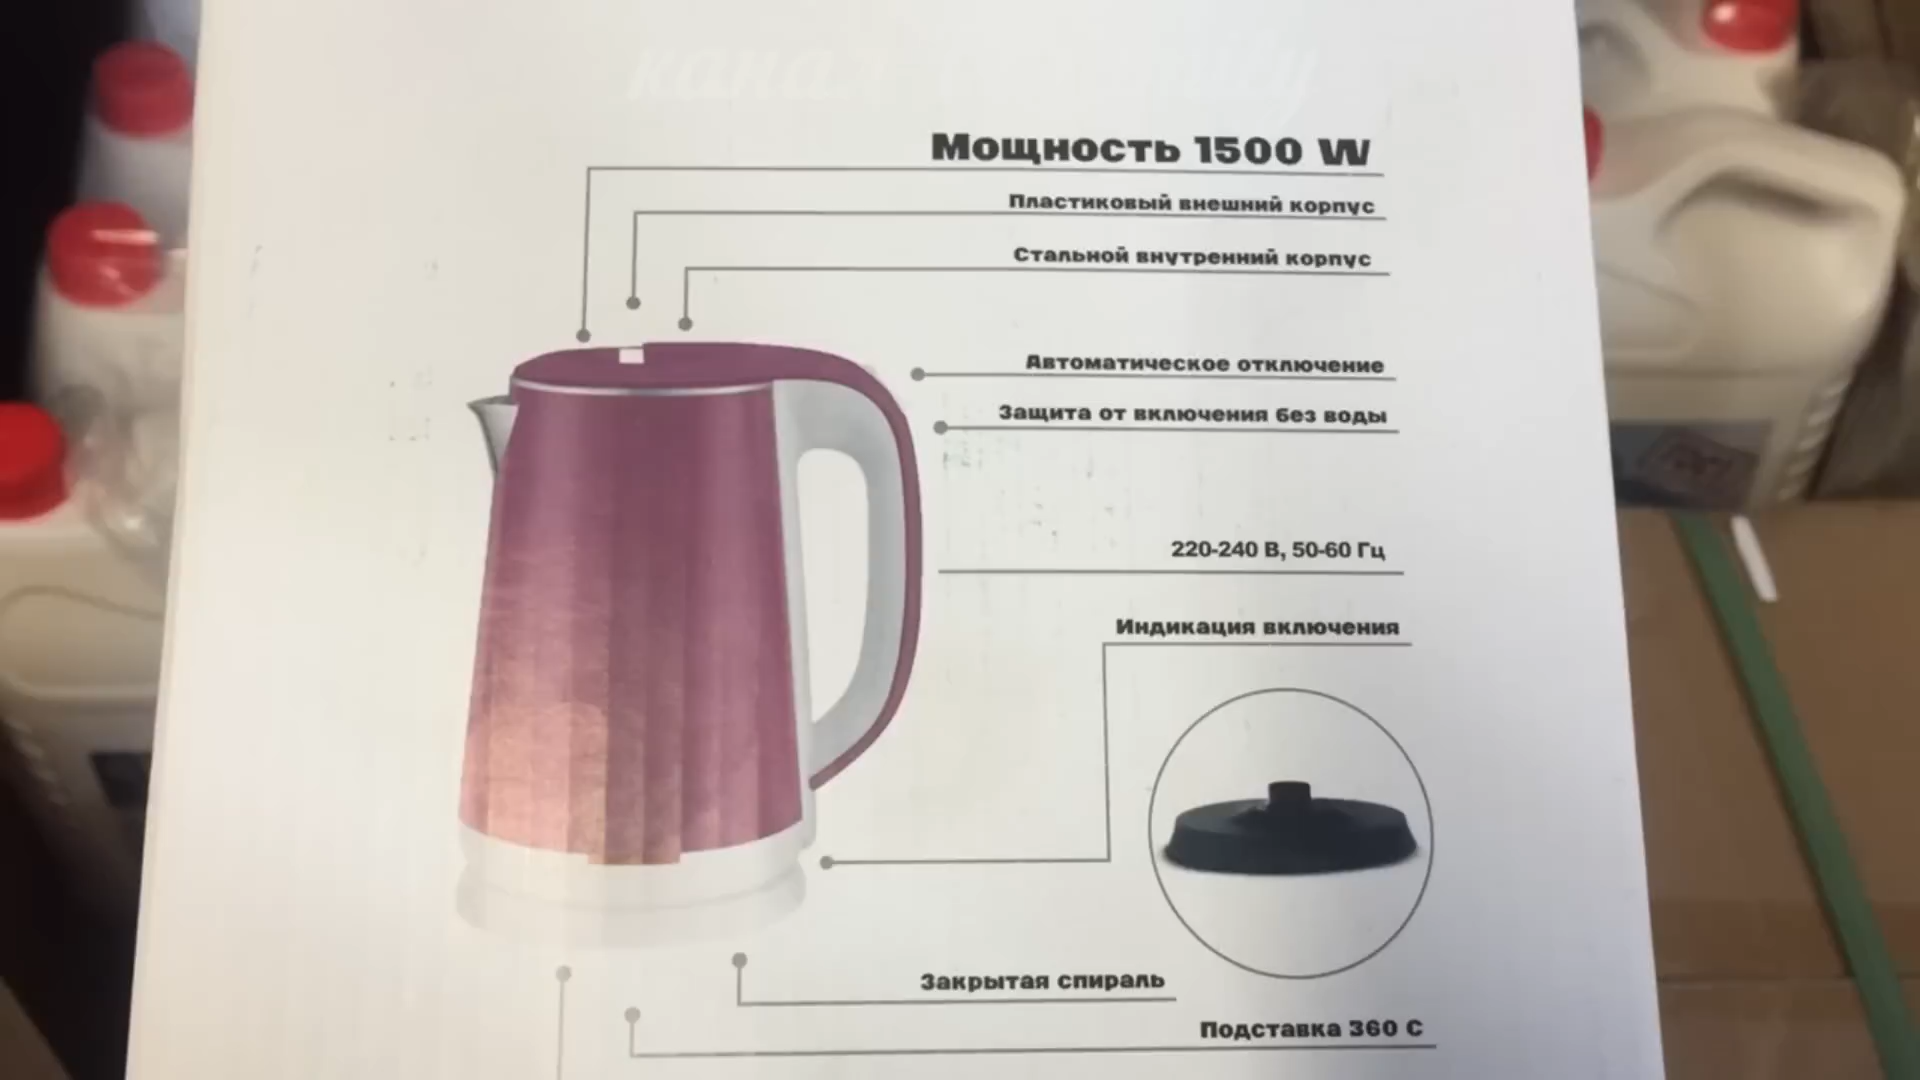 канал
Мощность 1500 W
Пластиковый внешний корпус
Стальной внутренний корпус
Автоматическое отключение
Защита от включения без воды
220-240 В, 50-60 Гц
Индикация включения
Закрытая спираль
Подставка 360 С